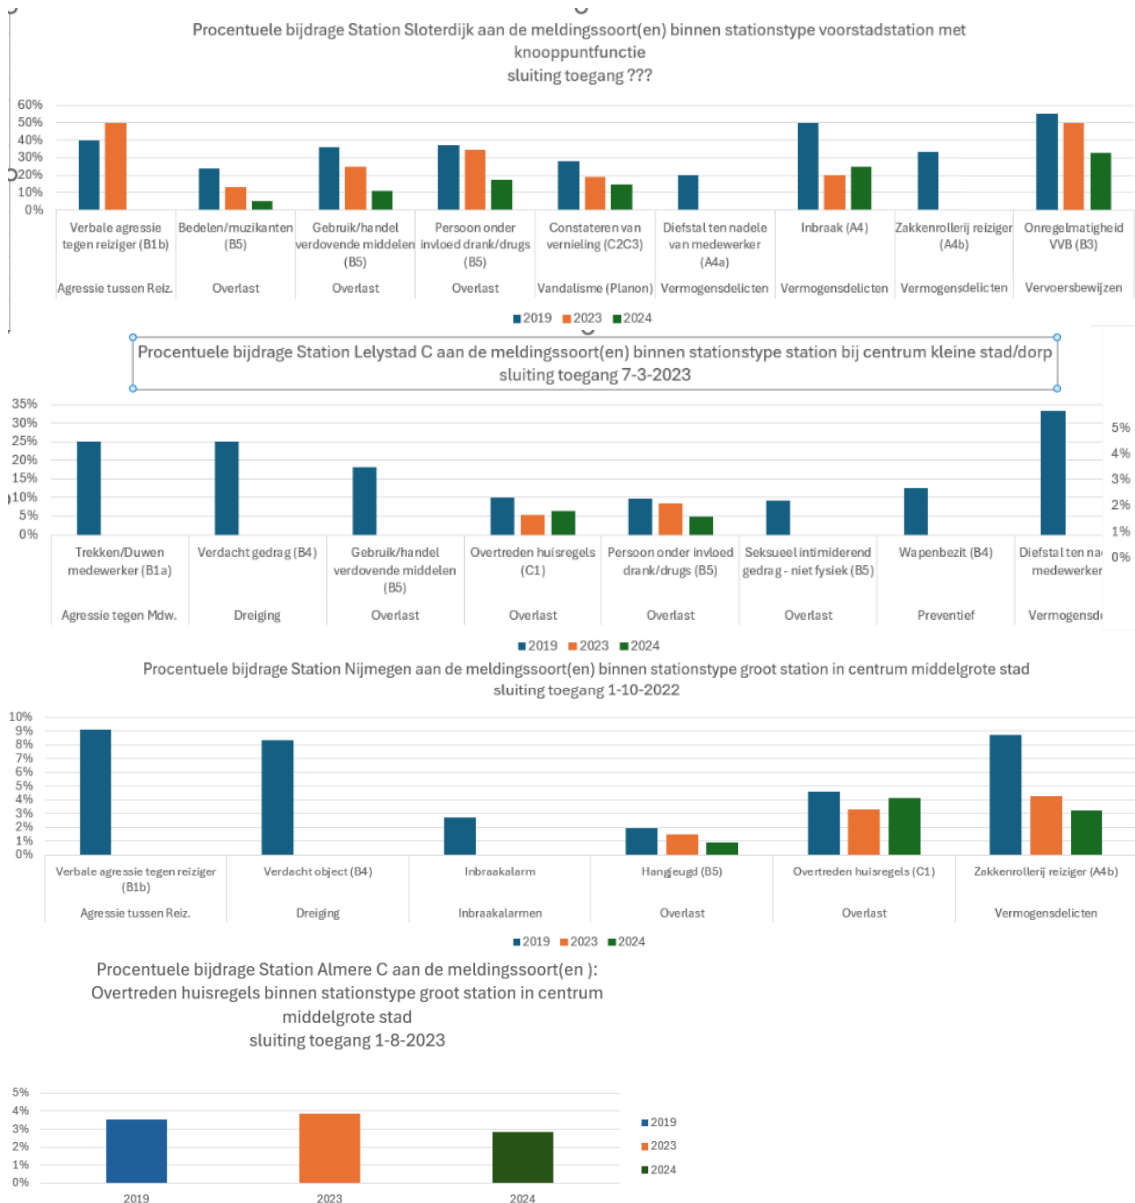 Procentuele bijdrage Station Sloterdijk aan de meldingssoort(en) binnen stationstype voorstadstation met
knooppuntfunctie
sluiting toegang ???
60%
50%
40%
30%
20%
10%
0%
Verbale agressie tegen reiziger (B1b)
Bedelen/muzikanten (B5)
Gebruik/handel verdovende middelen (B5)
Persoon onder invloed drank/drugs (B5)
Constateren van vernieling (C2C3)
Diefstal ten nadele van medewerker (A4a)
Inbraak (A4)
Zakkenrollerij reiziger (A4b)
Onregelmatigheid VVB (B3)
Agressie tussen Reiz. Overlast Overlast Overlast Vandalisme (Planon) Vermogensdelicten Vermogensdelicten Vermogensdelicten Vervoersbewijzen
2019 2023 2024
Procentuele bijdrage Station Lelystad C aan de meldingssoort(en) binnen stationstype station bij centrum kleine stad/dorp
sluiting toegang 7-3-2023
35%
30%
25%
20%
15%
10%
5%
0%
5%
4%
3%
2%
1%
0%
Trekken/Duwen medewerker (B1a)
Verdacht gedrag (B4)
Gebruik/handel verdovende middelen (B5)
Overtreden huisregels (C1)
Persoon onder invloed drank/drugs (B5)
Seksueel intimiderend gedrag - niet fysiek (B5)
Wapenbezit (B4)
Diefstal ten medewerker
Agressie tegen Mdw. Dreiging Overlast Overlast Overlast Overlast Preventief
2019 2023 2024
Procentuele bijdrage Station Nijmegen aan de meldingssoort(en) binnen stationstype groot station in centrum middelgrote stad
sluiting toegang 1-10-2022
10%
9%
8%
7%
6%
5%
4%
3%
2%
1%
0%
Verbale agressie tegen reiziger (B1b)
Verdacht object (B4)
Inbraakalarm
Hangjeugd (B5)
Overtreden huisregels (C1)
Zakkenrollerij reiziger (A4b)
Agressie tussen Reiz. Dreiging Inbraakalarmen Overlast Overlast Vermogensdelicten
2019 2023 2024
Procentuele bijdrage Station Almere C aan de meldingssoort(en ):
Overtreden huisregels binnen stationstype groot station in centrum
middelgrote stad
sluiting toegang 1-8-2023
5%
4%
3%
2%
1%
0%
2019 2023 2024
2019
2023
2024